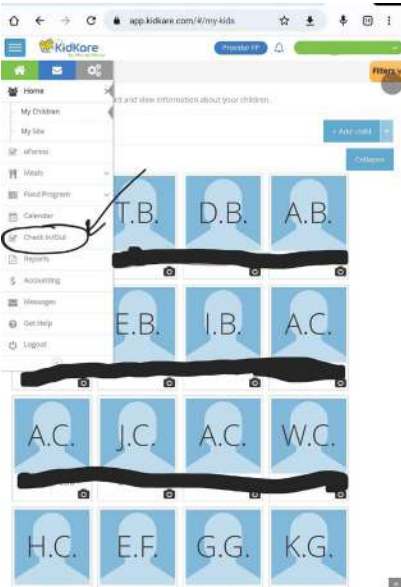 app.kidkare.com/#/my-kids
KidKare
Provider FP
Filters
Home
and view information about your children.
My Children
My Site
+ Add child
eForms
Collapse
Meals
Food Program
Calendar
T.B. D.B. A.B.
Check In/Out
Reports
Accounting
Messages
E.B. I.B. A.C.
Get Help
Logout
A.C. J.C. A.C. W.C.
H.C. E.F. G.G. K.G.